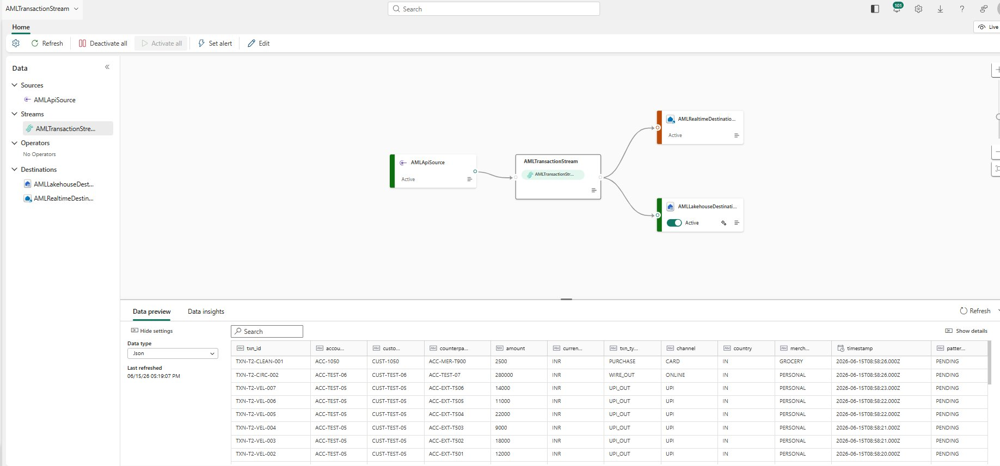 AMLTransactionStream
Search
101
Home
Live
Refresh
Deactivate all
Activate all
Set alert
Edit
Data
Sources
AMLApiSource
Streams
AMLTransactionStre...
Operators
No Operators
Destinations
AMLLakehouseDest...
AMLRealtimeDestin...
AMLApiSource
Active
AMLTransactionStream
AMLTransactionStr...
AMLRealtimeDestinatio...
Active
AMLLakehouseDestinati...
Active
Data preview Data insights
Refresh
Hide settings
Data type
Json
Last refreshed
06/15/26 05:19:07 PM
Search
Show details
txn_id accou... custo... counterpa... amount curren... txn_ty... channel country merch... timestamp patter...
TXN-T2-CLEAN-001 ACC-1050 CUST-1050 ACC-MER-T900 2500 INR PURCHASE CARD IN GROCERY 2026-06-15T08:58:26.000Z PENDING
TXN-T2-CIRC-002 ACC-TEST-06 CUST-TEST-06 ACC-TEST-07 280000 INR WIRE_OUT ONLINE IN PERSONAL 2026-06-15T08:58:26.000Z PENDING
TXN-T2-VEL-007 ACC-TEST-05 CUST-TEST-05 ACC-EXT-T506 14000 INR UPI_OUT UPI IN PERSONAL 2026-06-15T08:58:23.000Z PENDING
TXN-T2-VEL-006 ACC-TEST-05 CUST-TEST-05 ACC-EXT-T505 11000 INR UPI_OUT UPI IN PERSONAL 2026-06-15T08:58:22.000Z PENDING
TXN-T2-VEL-005 ACC-TEST-05 CUST-TEST-05 ACC-EXT-T504 22000 INR UPI_OUT UPI IN PERSONAL 2026-06-15T08:58:22.000Z PENDING
TXN-T2-VEL-004 ACC-TEST-05 CUST-TEST-05 ACC-EXT-T503 9000 INR UPI_OUT UPI IN PERSONAL 2026-06-15T08:58:21.000Z PENDING
TXN-T2-VEL-003 ACC-TEST-05 CUST-TEST-05 ACC-EXT-T502 18000 INR UPI_OUT UPI IN PERSONAL 2026-06-15T08:58:21.000Z PENDING
TXN-T2-VEL-002 ACC-TEST-05 CUST-TEST-05 ACC-EXT-T501 12000 INR UPI_OUT UPI IN PERSONAL 2026-06-15T08:58:20.000Z PENDING